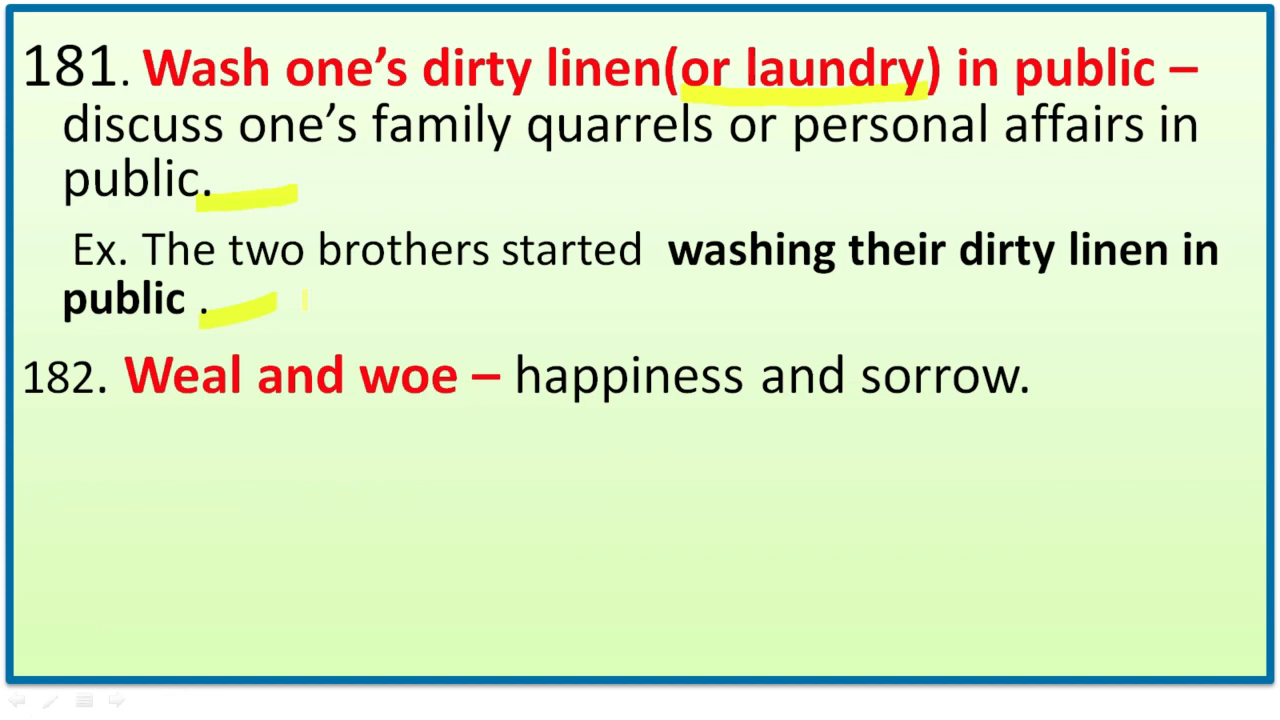 181. Wash one’s dirty linen(or laundry) in public –
discuss one’s family quarrels or personal affairs in
public.
Ex. The two brothers started washing their dirty linen in
public .
182. Weal and woe – happiness and sorrow.